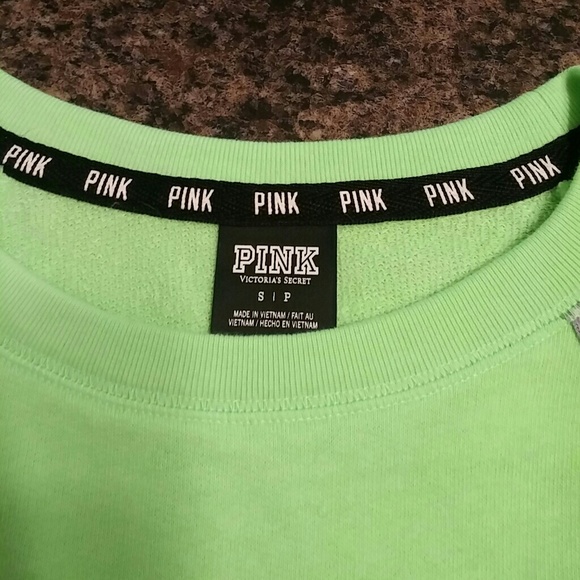 PINK PINK PINK PINK PINK PINK PINK
PINK
VICTORIA'S SECRET
S | P
MADE IN VIETNAM / FAIT AU
VIETNAM / HECHO EN VIETNAM